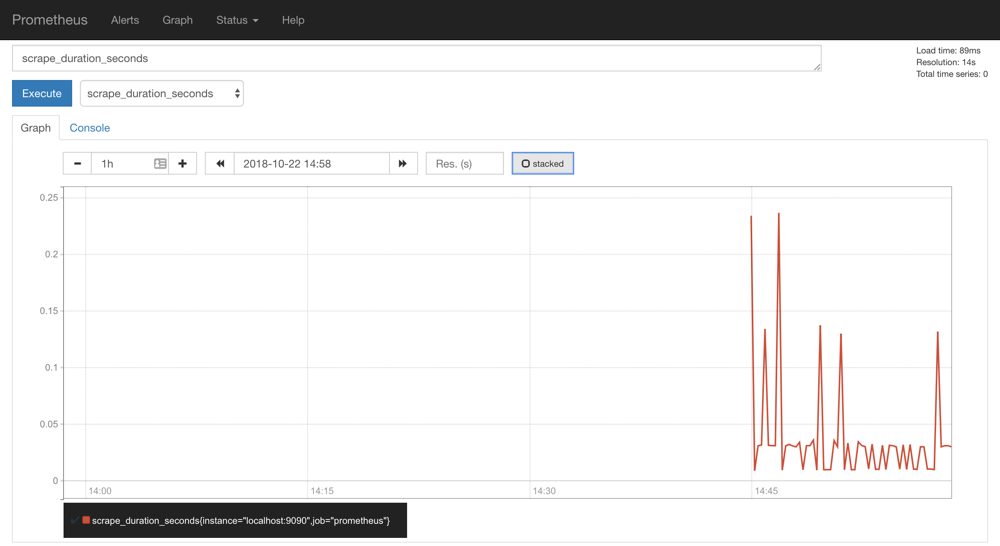 Prometheus Alerts Graph Status Help
scrape_duration_seconds
Load time: 89ms
Resolution: 14s
Total time series: 0
Execute scrape_duration_seconds
Graph Console
1h 2018-10-22 14:58 Res. (s) stacked
0.25
0.2
0.15
0.1
0.05
0
14:00 14:15 14:30 14:45
scrape_duration_seconds{instance="localhost:9090",job="prometheus"}